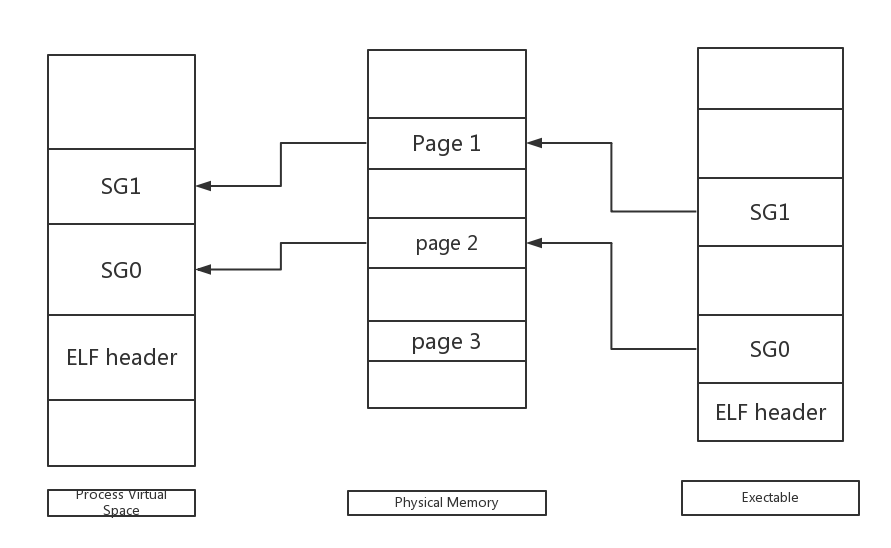 SG1
SG0
ELF header
Process Virtual
Space
Page 1
page 2
page 3
Physical Memory
SG1
SG0
ELF header
Exectable